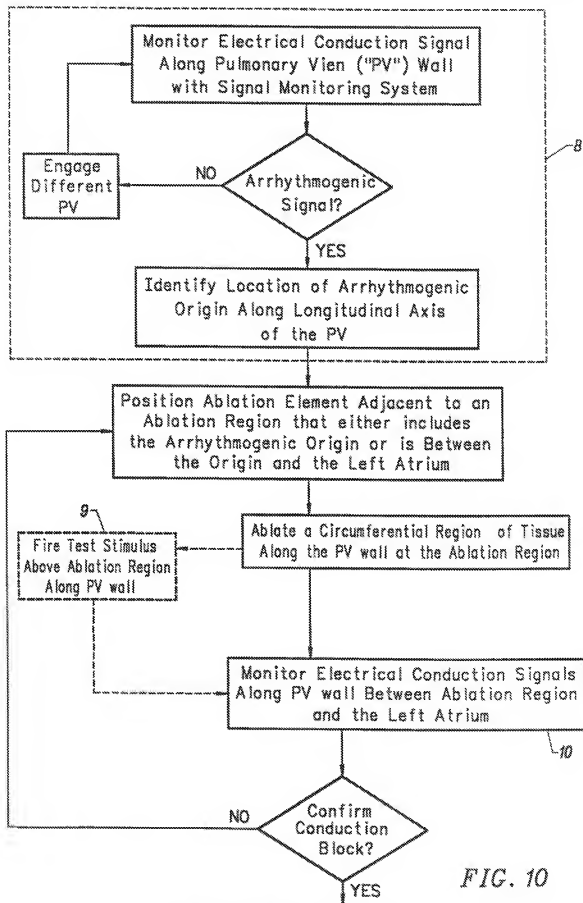 Monitor Electrical Conduction Signal
Along Pulmonary Vien ("PV") Wall
with Signal Monitoring System
8
Engage
Different
PV
NO
Arrhythmogenic
Signal?
YES
Identify Location of Arrhythmogenic
Origin Along Longitudinal Axis
of the PV
Position Ablation Element Adjacent to an
Ablation Region that either includes
the Arrhythmogenic Origin or is Between
the Origin and the Left Atrium
9
Fire Test Stimulus
Above Ablation Region
Along PV wall
Ablate a Circumferential Region of Tissue
Along the PV wall at the Ablation Region
Monitor Electrical Conduction Signals
Along PV wall Between Ablation Region
and the Left Atrium
10
NO
Confirm
Conduction
Block?
YES
FIG. 10